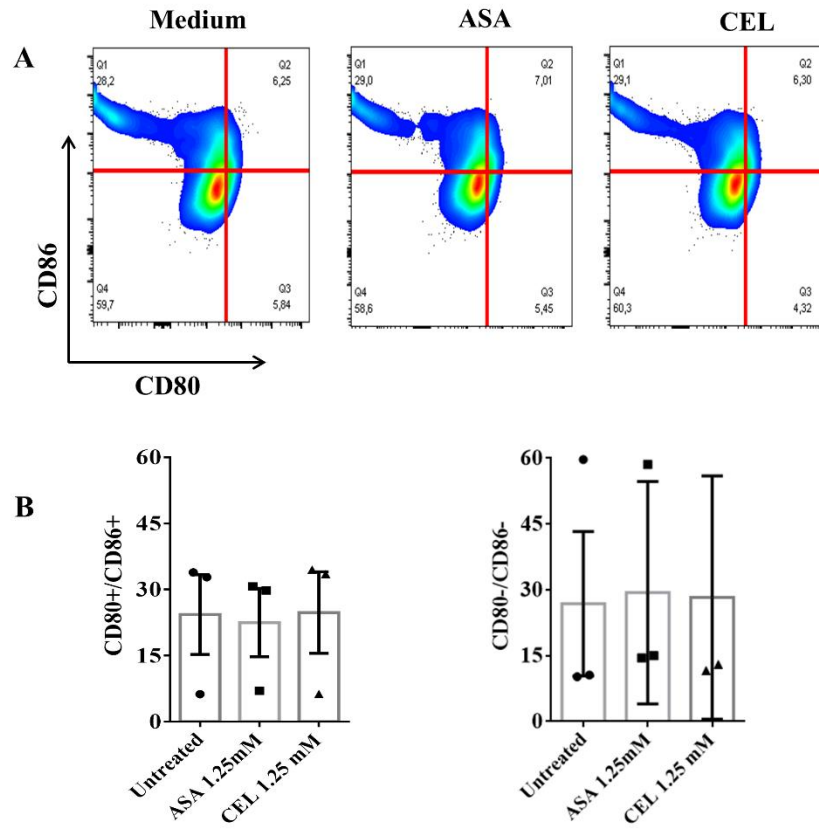 Medium
ASA
CEL
A
Q1
28,2
Q2
6,25
Q4
59,7
Q3
5,84
Q1
29,0
Q2
7,01
Q4
58,6
Q3
5,45
Q1
29,1
Q2
6,30
Q4
60,3
Q3
4,32
CD86
CD80
B
CD80+/CD86+
60
45
30
15
0
Untreated
ASA 1.25mM
CEL 1.25 mM
CD80-/CD86-
60
45
30
15
0
Untreated
ASA 1.25mM
CEL 1.25 mM